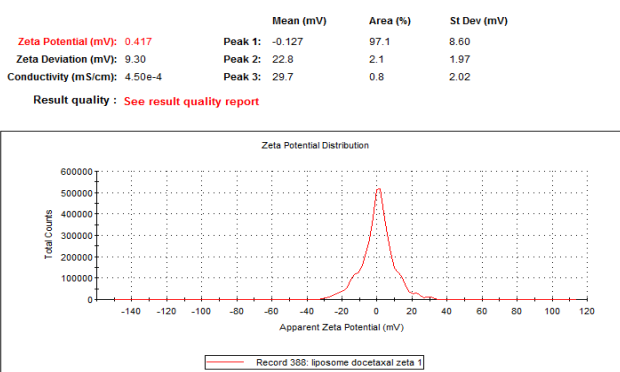 Mean (mV) Area (%) St Dev (mV)
Zeta Potential (mV): 0.417 Peak 1: -0.127 97.1 8.60
Zeta Deviation (mV): 9.30 Peak 2: 22.8 2.1 1.97
Conductivity (mS/cm): 4.50e-4 Peak 3: 29.7 0.8 2.02
Result quality : See result quality report
Zeta Potential Distribution
600000
500000
400000
300000
200000
100000
0
Total Counts
-140 -120 -100 -80 -60 -40 -20 0 20 40 60 80 100 120
Apparent Zeta Potential (mV)
Record 388: liposome docetaxal zeta 1